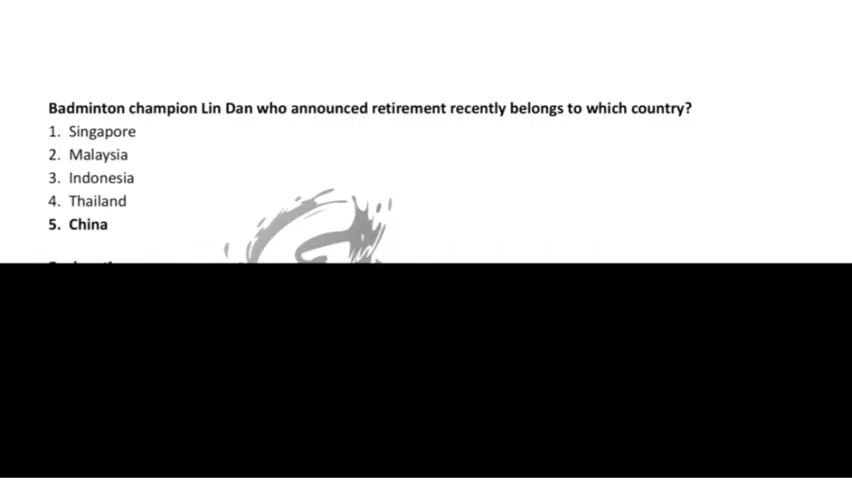 Badminton champion Lin Dan who announced retirement recently belongs to which country?
1. Singapore
2. Malaysia
3. Indonesia
4. Thailand
5. China